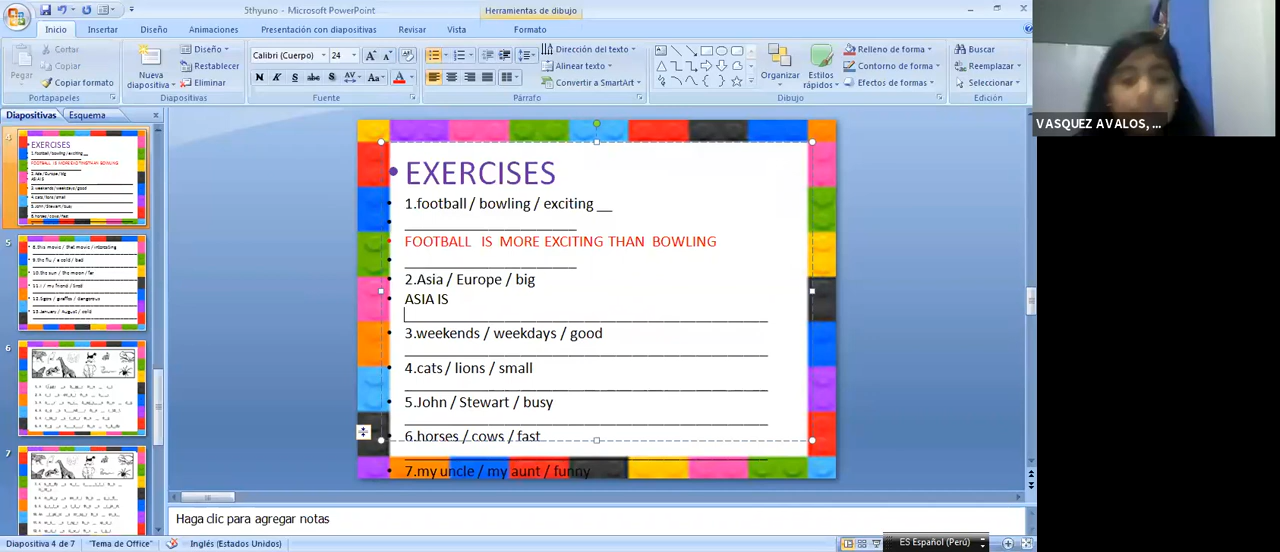 5thyuno - Microsoft PowerPoint
Herramientas de dibujo
Inicio
Insertar
Diseño
Animaciones
Presentación con diapositivas
Revisar
Vista
Formato
Pegar
Cortar
Copiar
Copiar formato
Portapapeles
Nueva diapositiva
Diseño
Restablecer
Eliminar
Diapositivas
Calibri (Cuerpo)
24
Fuente
Dirección del texto
Alinear texto
Convertir a SmartArt
Párrafo
Organizar
Estilos rápidos
Relleno de forma
Contorno de forma
Efectos de formas
Dibujo
Buscar
Reemplazar
Seleccionar
Edición
VASQUEZ AVALOS, ...
Diapositivas
Esquema
4
5
6
7
EXERCISES
1.football / bowling / exciting __
FOOTBALL IS MORE EXCITING THAN BOWLING
2.Asia / Europe / big
ASIA IS
3.weekends / weekdays / good
4.cats / lions / small
5.John / Stewart / busy
6.horses / cows / fast
7.my uncle / my aunt / funny
Haga clic para agregar notas
Diapositiva 4 de 7
"Tema de Office"
Inglés (Estados Unidos)
ES Español (Perú)